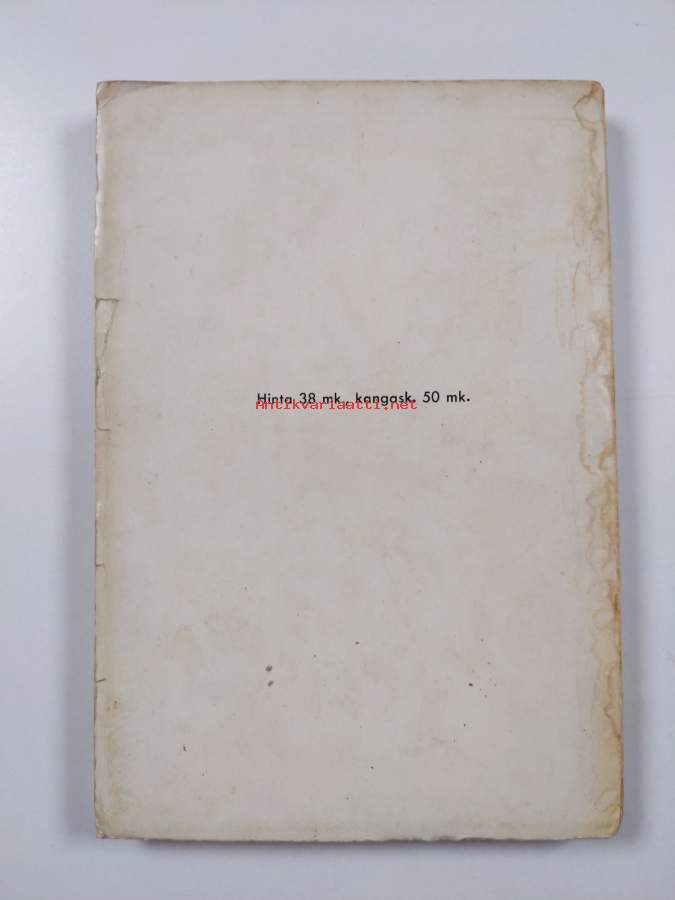 Hinta 38 mk., kangask. 50 mk.
Antikvariaatti.net